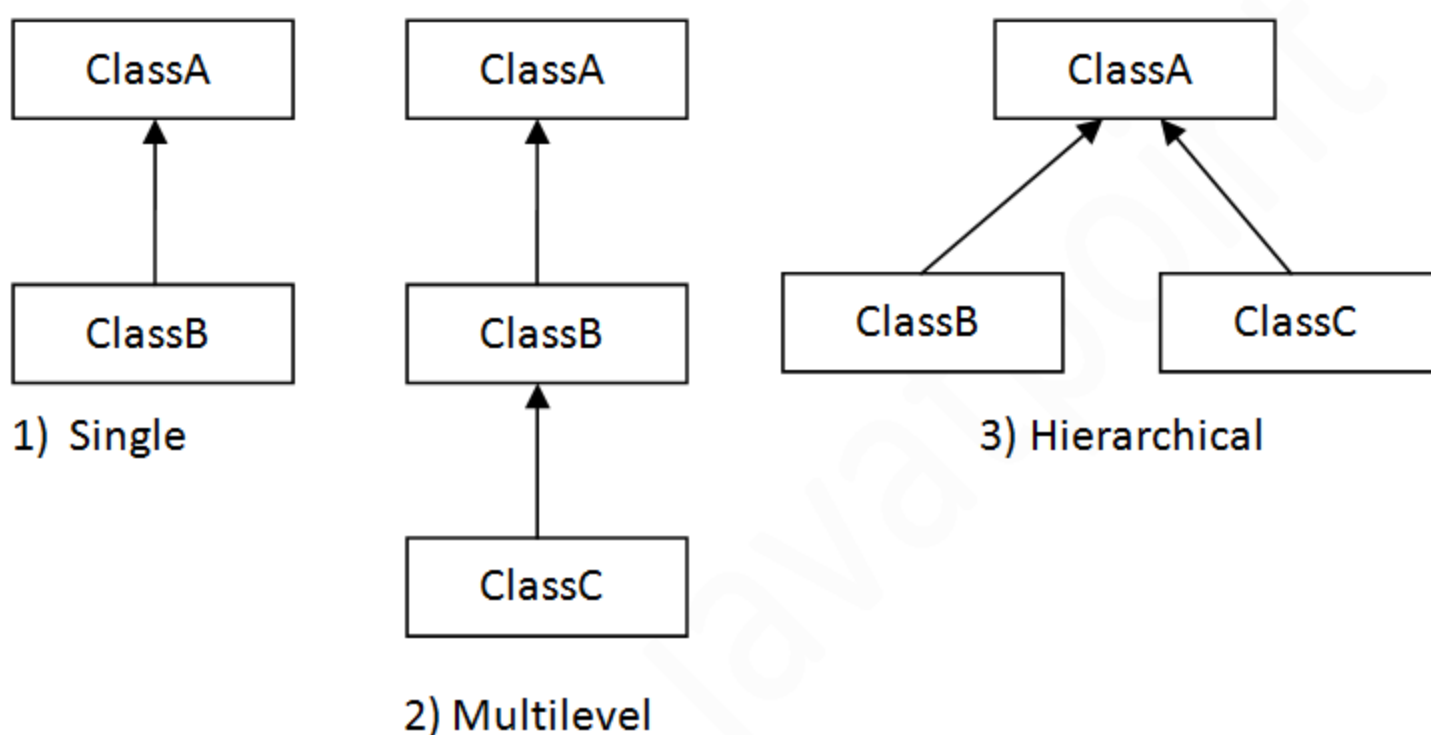 ClassA
ClassB
1) Single
ClassA
ClassB
ClassC
2) Multilevel
ClassA
ClassB
ClassC
3) Hierarchical